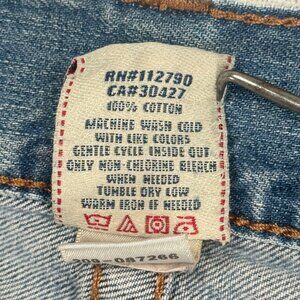 RN#112790
CA#30427
100% COTTON
MACHINE WASH COLD
WITH LIKE COLORS
GENTLE CYCLE INSIDE OUT
ONLY NON-CHLORINE BLEACH
WHEN NEEDED
TUMBLE DRY LOW
WARM IRON IF NEEDED
087266